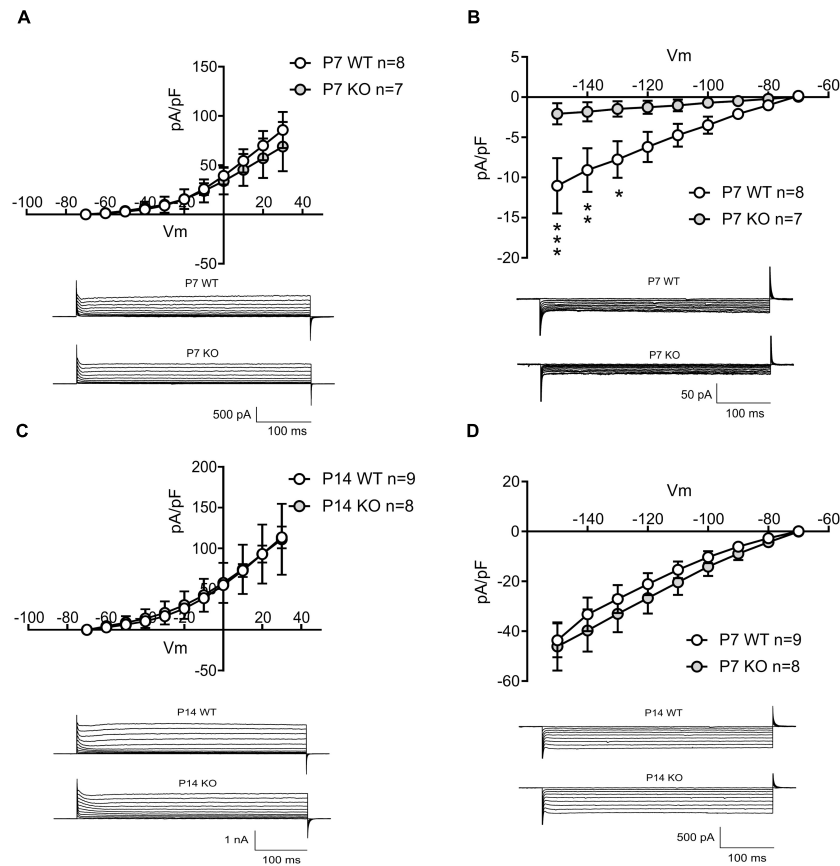 A
150
100
50
-50
-100 -80 -60 -40 -20 20 40
pA/pF
Vm
P7 WT n=8
P7 KO n=7
P7 WT
P7 KO
500 pA
100 ms
B
Vm
5
0
-5
-10
-15
-20
-140 -120 -100 -80 -60
pA/pF
P7 WT n=8
P7 KO n=7
*
*
*
*
*
*
P7 WT
P7 KO
50 pA
100 ms
C
200
150
100
50
-50
-100 -80 -60 -40 -20 0 20 40
pA/pF
Vm
P14 WT n=9
P14 KO n=8
P14 WT
P14 KO
1 nA
100 ms
D
Vm
20
0
-20
-40
-60
-140 -120 -100 -80 -60
pA/pF
P7 WT n=9
P7 KO n=8
P14 WT
P14 KO
500 pA
100 ms